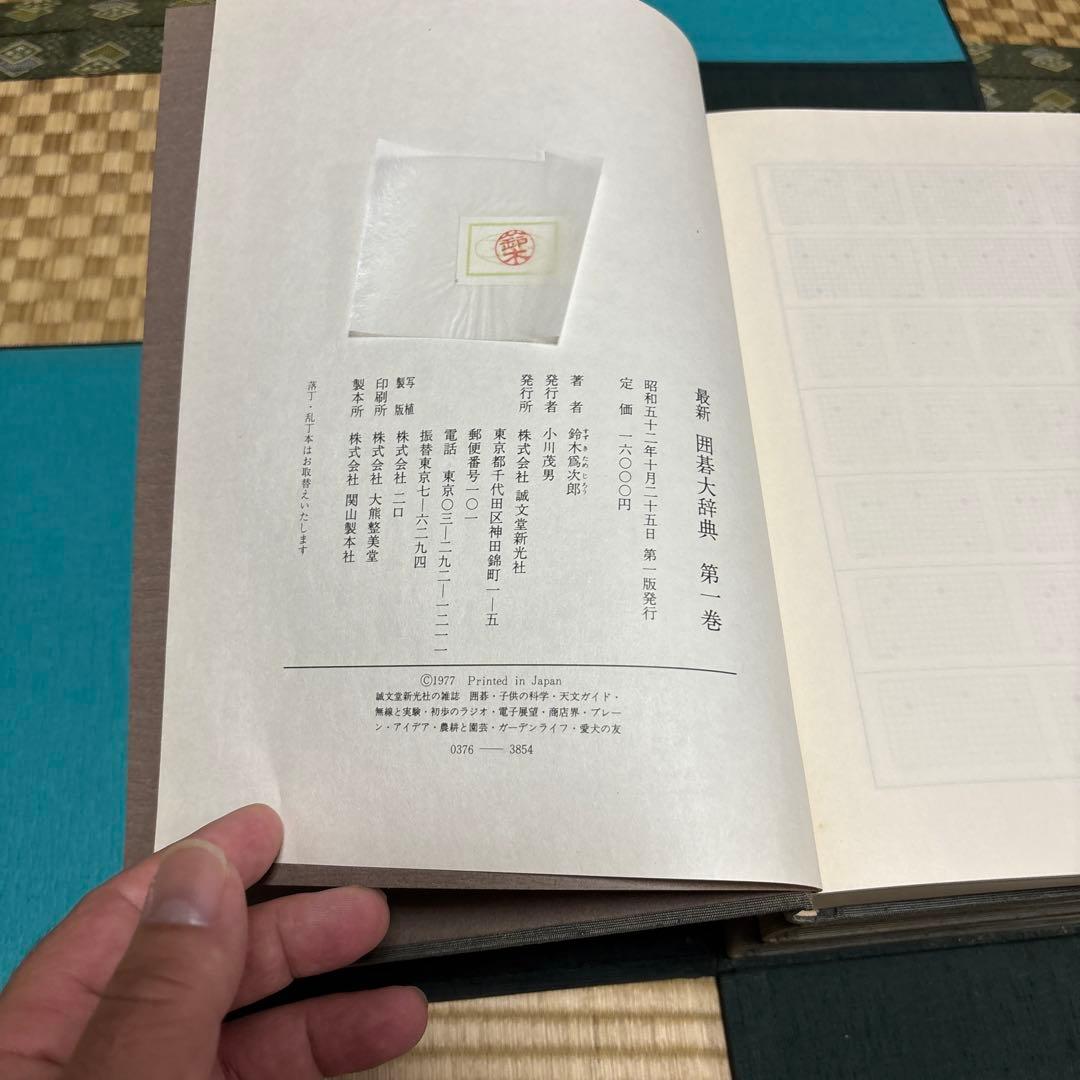 鈴木
最新 囲碁大辞典 第一巻
昭和五十二年十月二十五日 第一版発行
定 価 一六〇〇〇円
著 者 鈴木爲次郎
すず き ため じ ろう
発行者 小川茂男
発行所 株式会社 誠文堂新光社
東京都千代田区神田錦町一―五
郵便番号一〇一
電話 東京〇三―二九二―一二一一
振替東京七―六二九四
写植製版 株式会社 二口
印刷所 株式会社 大熊整美堂
製本所 株式会社 関山製本社
落丁・乱丁本はお取替えいたします
©1977 Printed in Japan
誠文堂新光社の雑誌 囲碁・子供の科学・天文ガイド・
無線と実験・初歩のラジオ・電子展望・商店界・ブレー
ン・アイデア・農耕と園芸・ガーデンライフ・愛犬の友
0376 ― 3854